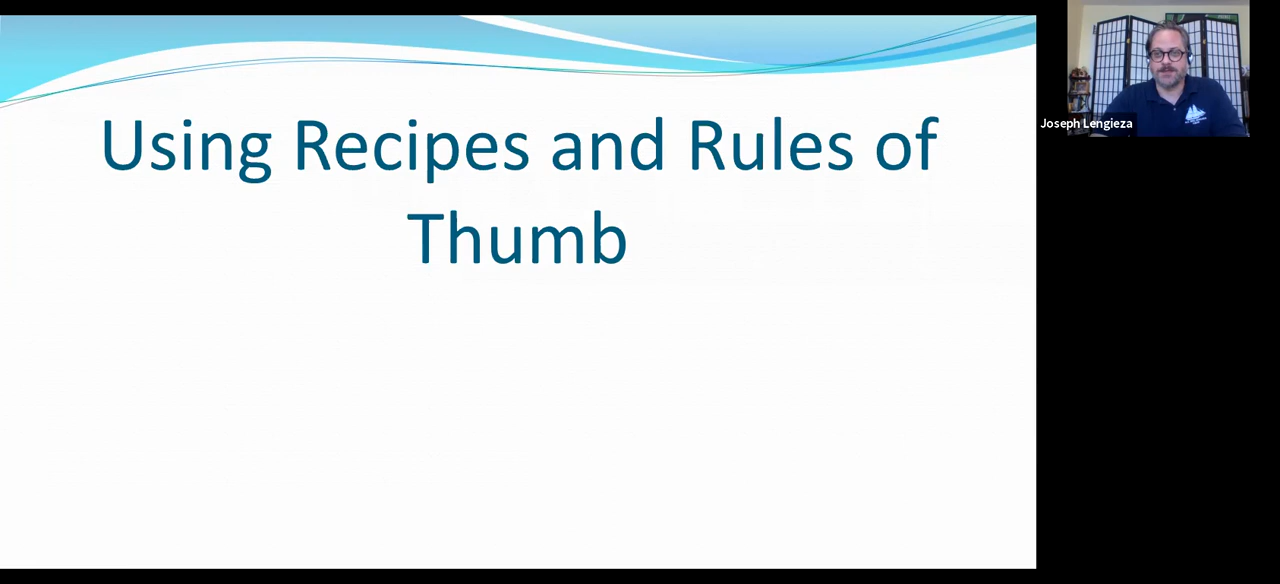 Using Recipes and Rules of
Thumb
Joseph Lengieza